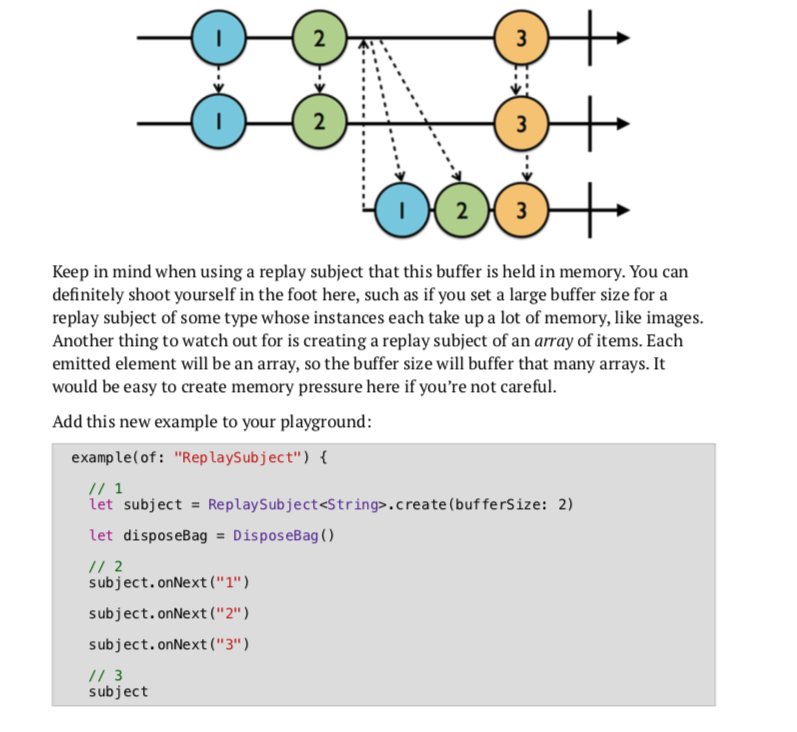 1 2 3
1 2 3
1 2 3
Keep in mind when using a replay subject that this buffer is held in memory. You can
definitely shoot yourself in the foot here, such as if you set a large buffer size for a
replay subject of some type whose instances each take up a lot of memory, like images.
Another thing to watch out for is creating a replay subject of an array of items. Each
emitted element will be an array, so the buffer size will buffer that many arrays. It
would be easy to create memory pressure here if you’re not careful.
Add this new example to your playground:
example(of: "ReplaySubject") {
// 1
let subject = ReplaySubject<String>.create(bufferSize: 2)
let disposeBag = DisposeBag()
// 2
subject.onNext("1")
subject.onNext("2")
subject.onNext("3")
// 3
subject